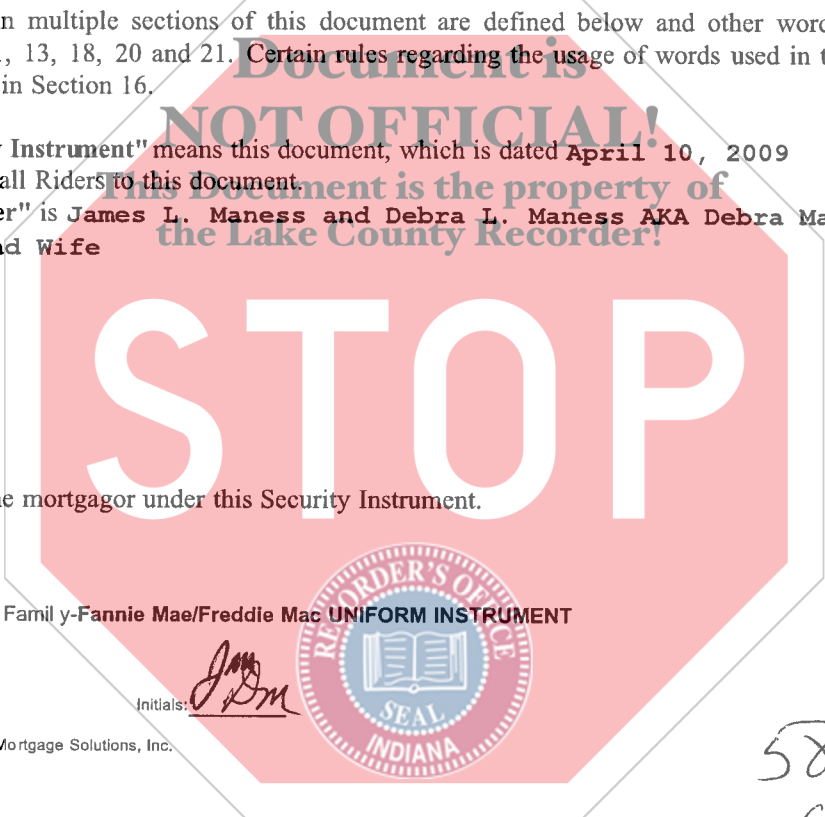 n multiple sections of this document are defined below and other word
, 13, 18, 20 and 21. Certain rules regarding the usage of words used in t
in Section 16.
Document is
NOT OFFICIAL!
This Document is the property of
the Lake County Recorder!
Instrument" means this document, which is dated April 10, 2009
all Riders to this document.
er" is James L. Maness and Debra L. Maness AKA Debra Ma
d Wife
STOP
e mortgagor under this Security Instrument.
Family-Fannie Mae/Freddie Mac UNIFORM INSTRUMENT
RECORDER'S OFFICE
SEAL
INDIANA
Initials: Jm
DM
Mortgage Solutions, Inc.
58